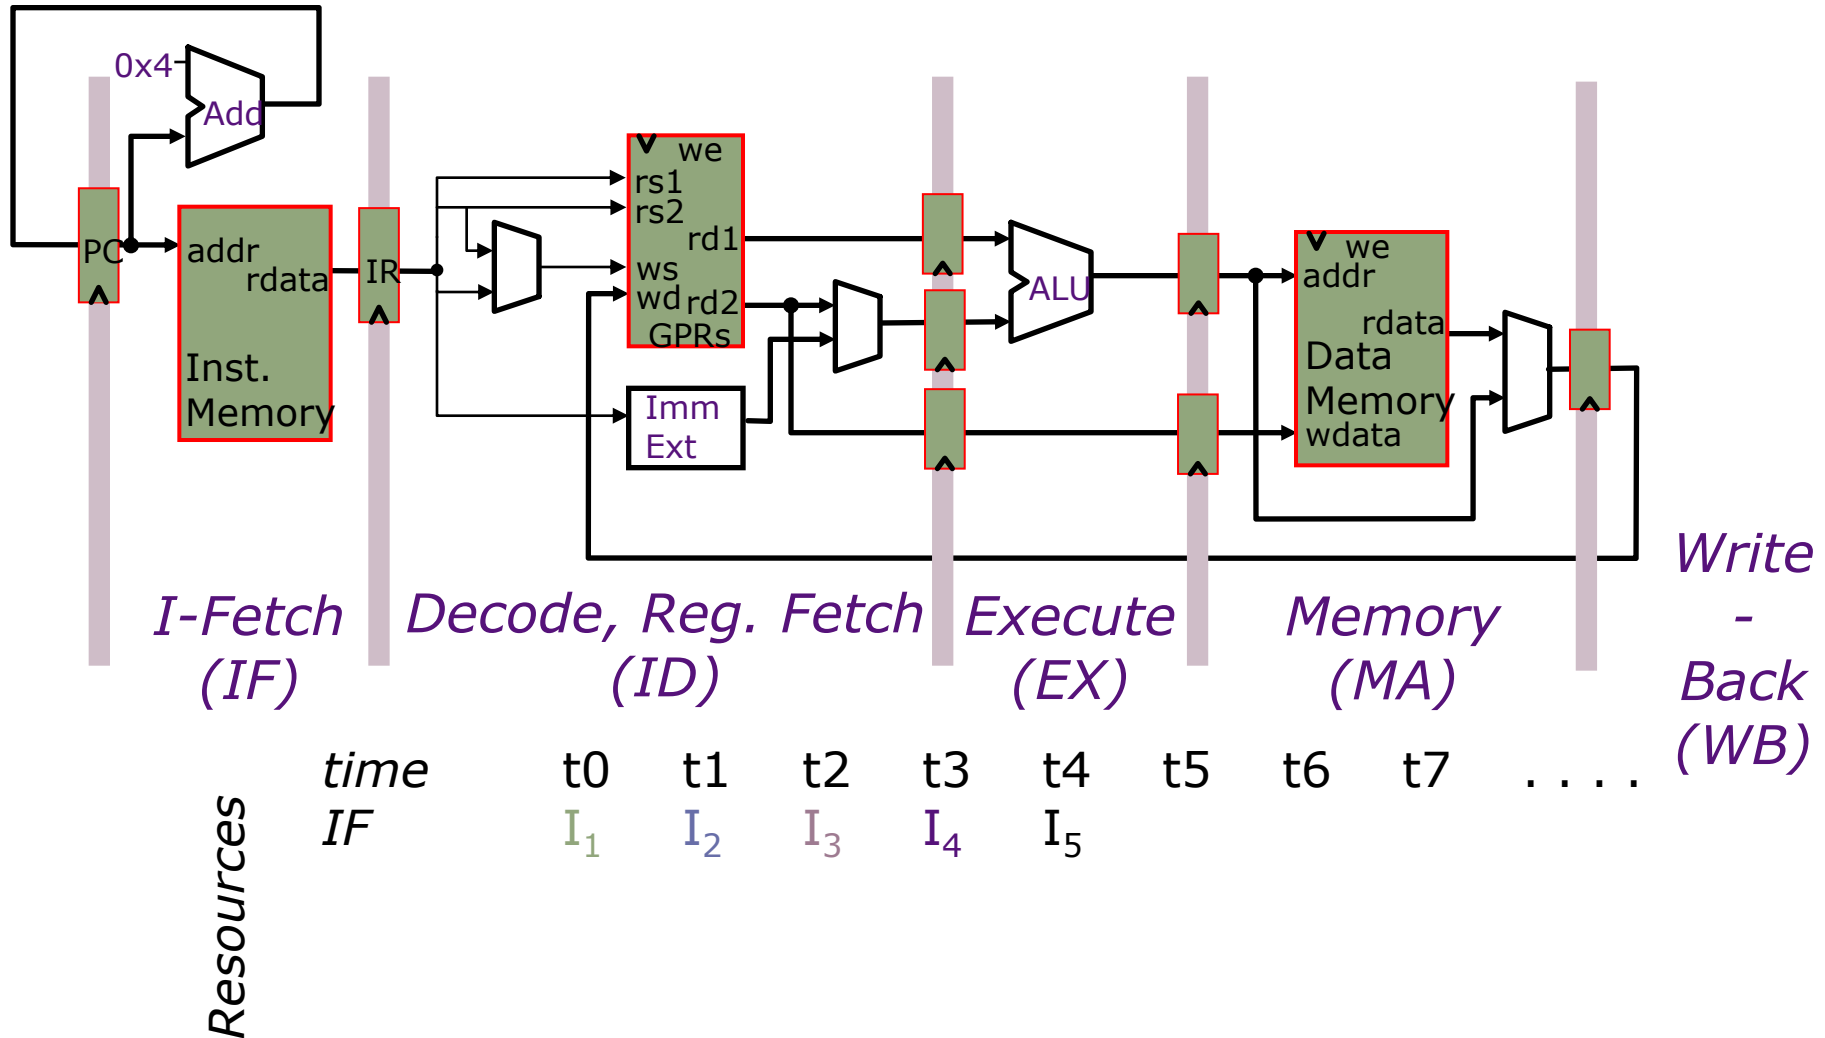 0x4
Add
PC
addr
rdata
Inst.
Memory
IR
we
rs1
rs2
rd1
ws
wd
rd2
GPRs
Imm
Ext
ALU
we
addr
rdata
Data
Memory
wdata
I-Fetch
(IF)
Decode, Reg. Fetch
(ID)
Execute
(EX)
Memory
(MA)
Write
-
Back
(WB)
time t0 t1 t2 t3 t4 t5 t6 t7 . . . .
IF I1 I2 I3 I4 I5
Resources